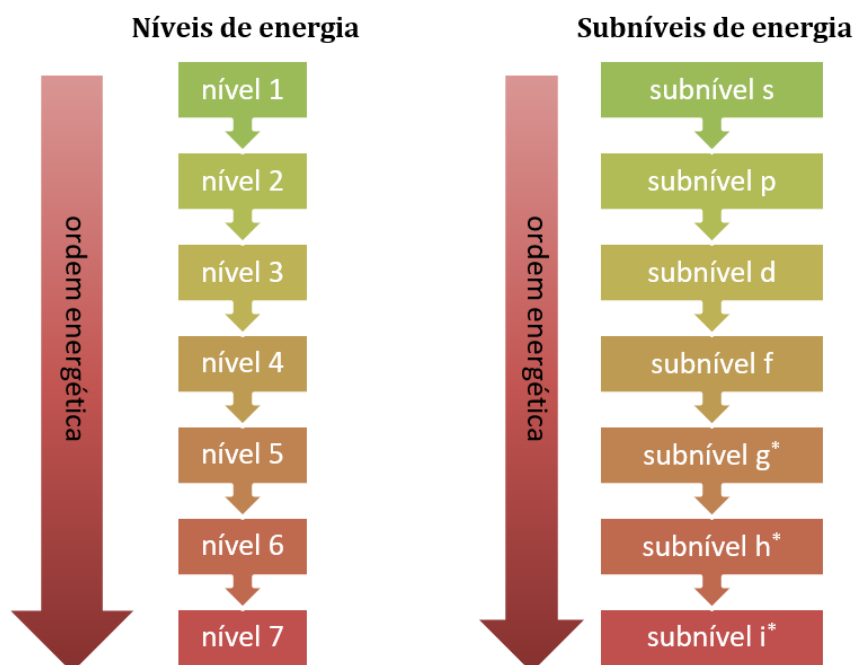 Níveis de energia
ordem energética
nível 1
nível 2
nível 3
nível 4
nível 5
nível 6
nível 7
Subníveis de energia
ordem energética
subnível s
subnível p
subnível d
subnível f
subnível g*
subnível h*
subnível i*